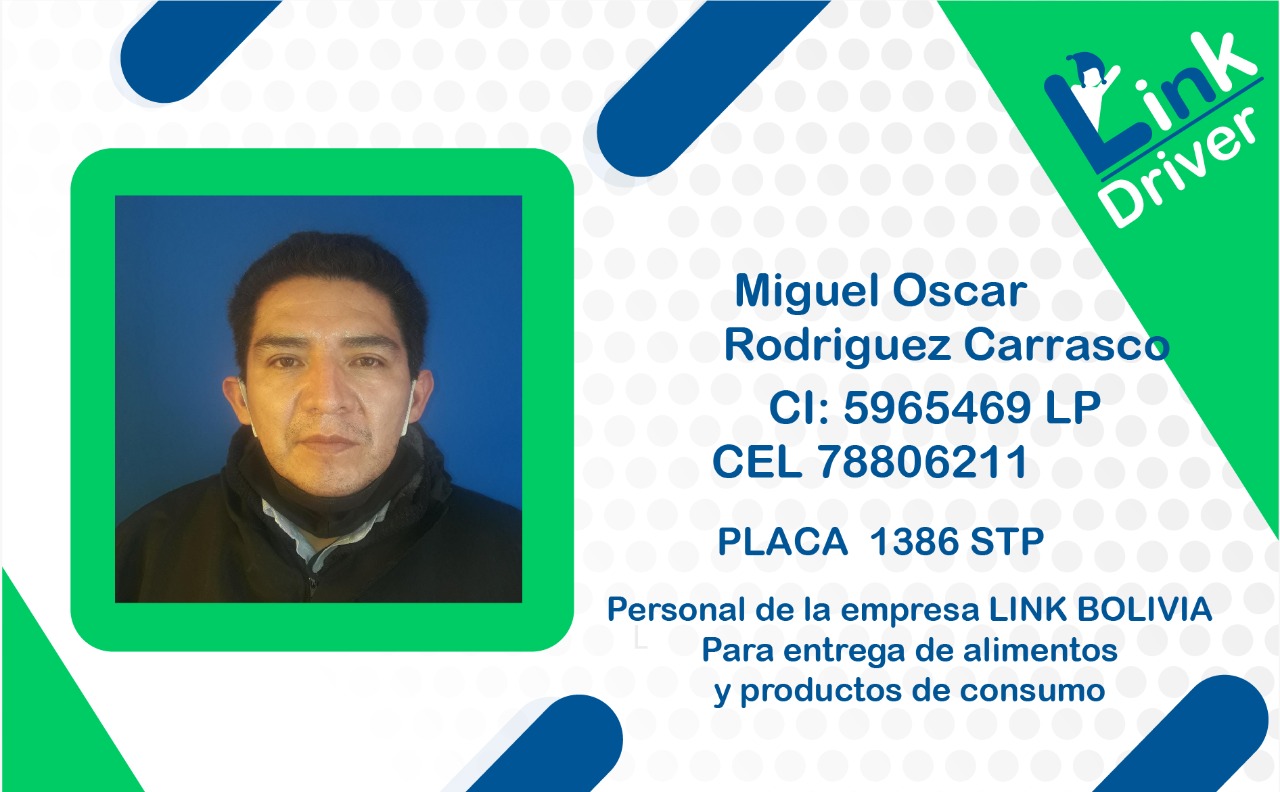 Link
Driver
Miguel Oscar
Rodriguez Carrasco
CI: 5965469 LP
CEL 78806211
PLACA 1386 STP
Personal de la empresa LINK BOLIVIA
L
Para entrega de alimentos
y productos de consumo